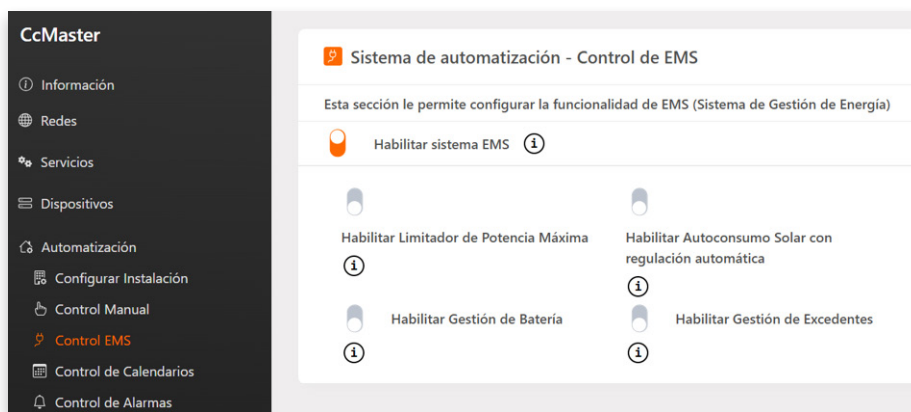 CcMaster
Información
Redes
Servicios
Dispositivos
Automatización
Configurar Instalación
Control Manual
Control EMS
Control de Calendarios
Control de Alarmas
Sistema de automatización - Control de EMS
Esta sección le permite configurar la funcionalidad de EMS (Sistema de Gestión de Energía)
Habilitar sistema EMS
Habilitar Limitador de Potencia Máxima
Habilitar Autoconsumo Solar con
regulación automática
Habilitar Gestión de Batería
Habilitar Gestión de Excedentes